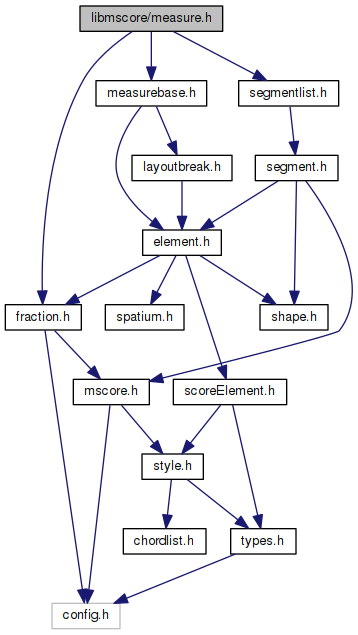 libmscore/measure.h
measurebase.h
segmentlist.h
layoutbreak.h
segment.h
element.h
fraction.h
spatium.h
shape.h
mscore.h
scoreElement.h
style.h
chordlist.h
types.h
config.h